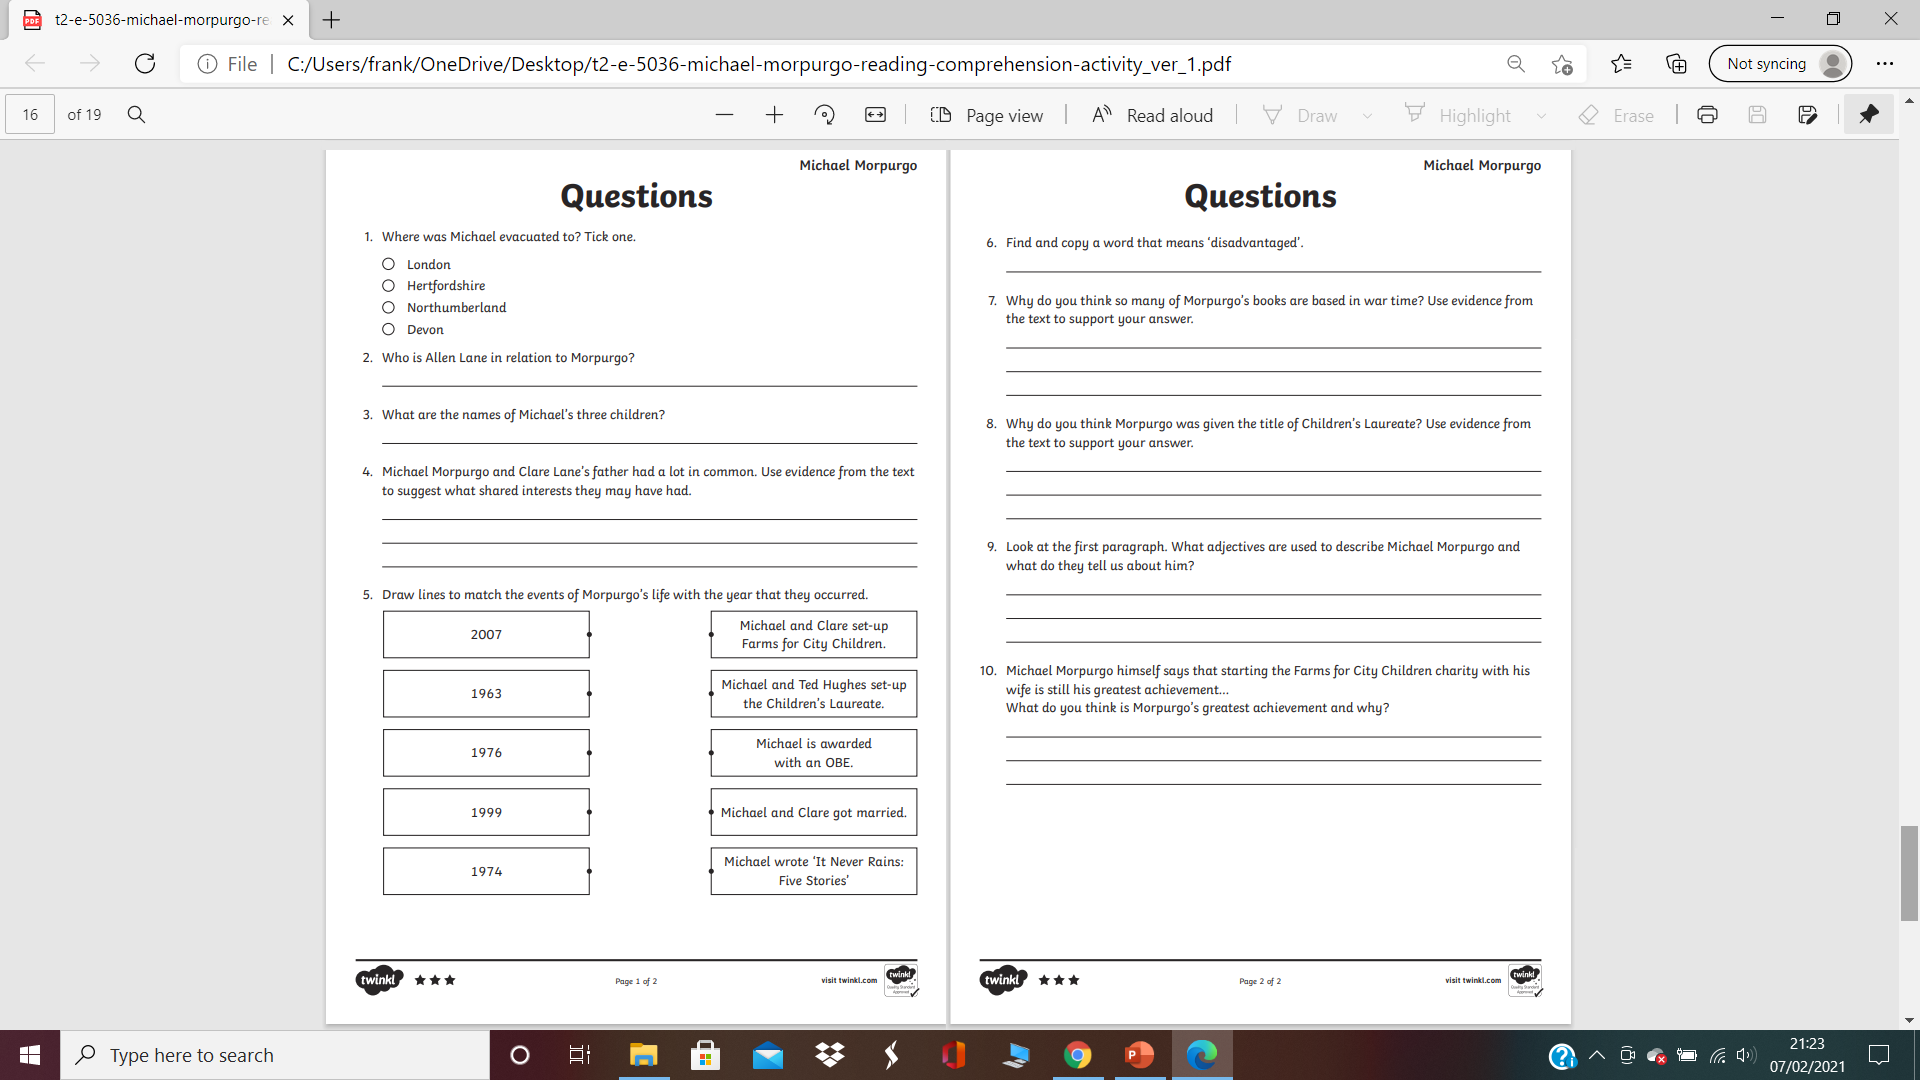 t2-e-5036-michael-morpurgo-re
File
C:/Users/frank/OneDrive/Desktop/t2-e-5036-michael-morpurgo-reading-comprehension-activity_ver_1.pdf
Not syncing
16 of 19
Page view
Read aloud
Draw
Highlight
Erase
Michael Morpurgo
Questions
1. Where was Michael evacuated to? Tick one.
London
Hertfordshire
Northumberland
Devon
2. Who is Allen Lane in relation to Morpurgo?
3. What are the names of Michael's three children?
4. Michael Morpurgo and Clare Lane's father had a lot in common. Use evidence from the text
to suggest what shared interests they may have had.
5. Draw lines to match the events of Morpurgo's life with the year that they occurred.
2007
Michael and Clare set-up
Farms for City Children.
1963
Michael and Ted Hughes set-up
the Children's Laureate.
1976
Michael is awarded
with an OBE.
1999
Michael and Clare got married.
1974
Michael wrote 'It Never Rains:
Five Stories'
twinkl
Page 1 of 2
visit twinkl.com
twinkl
Quality Standard
Approved
Michael Morpurgo
Questions
6. Find and copy a word that means 'disadvantaged'.
7. Why do you think so many of Morpurgo's books are based in war time? Use evidence from
the text to support your answer.
8. Why do you think Morpurgo was given the title of Children's Laureate? Use evidence from
the text to support your answer.
9. Look at the first paragraph. What adjectives are used to describe Michael Morpurgo and
what do they tell us about him?
10. Michael Morpurgo himself says that starting the Farms for City Children charity with his
wife is still his greatest achievement...
What do you think is Morpurgo's greatest achievement and why?
twinkl
Page 2 of 2
visit twinkl.com
twinkl
Quality Standard
Approved
Type here to search
21:23
07/02/2021